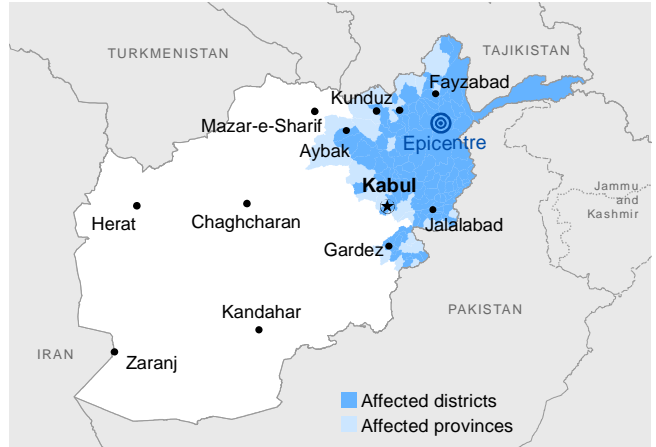 TURKMENISTAN
TAJIKISTAN
Fayzabad
Kunduz
Mazar-e-Sharif
Aybak
Epicentre
Kabul
Jammu
and
Kashmir
Herat
Chaghcharan
Jalalabad
Gardez
Kandahar
PAKISTAN
IRAN
Zaranj
Affected districts
Affected provinces